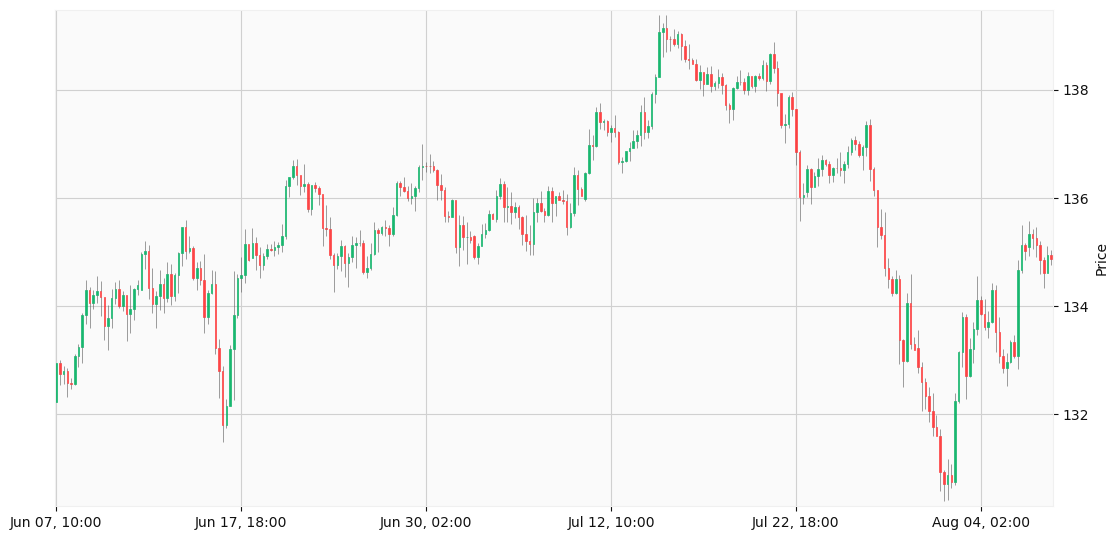 138
136
134
132
Price
Jun 07, 10:00
Jun 17, 18:00
Jun 30, 02:00
Jul 12, 10:00
Jul 22, 18:00
Aug 04, 02:00